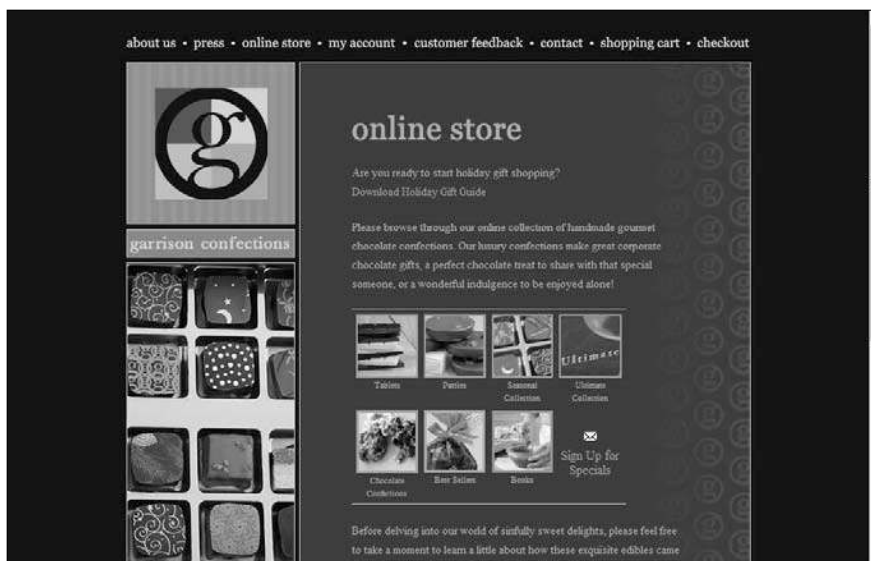 about us • press • online store • my account • customer feedback • contact • shopping cart • checkout
g
garrison confections
online store
Are you ready to start holiday gift shopping?
Download Holiday Gift Guide
Please browse through our online collection of handmade gourmet
chocolate confections. Our luxury confections make great corporate
chocolate gifts, a perfect chocolate treat to share with that special
someone, or a wonderful indulgence to be enjoyed alone!
Ultimate
Tablets
Patties
Seasonal
Collection
Ultimate
Collection
Chocolate
Confections
Best Sellers
Books
Sign Up for
Specials
Before delving into our world of sinfully sweet delights, please feel free
to take a moment to learn a little about how these exquisite edibles came